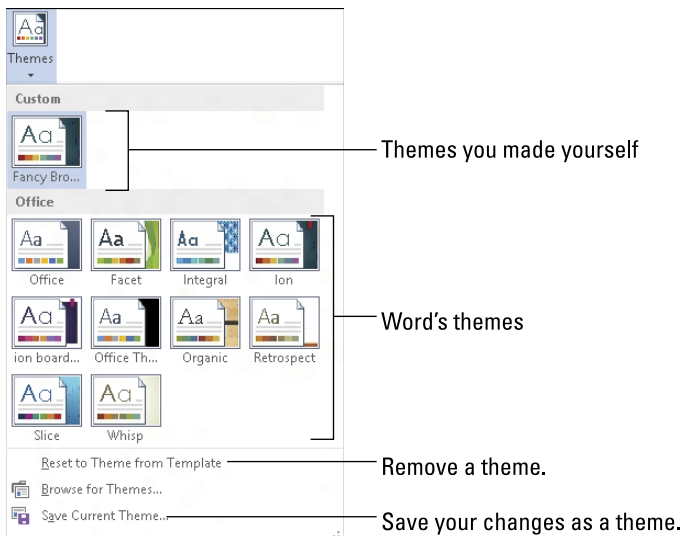 Aa
Themes
Custom
Aa
Themes you made yourself
Fancy Bro...
Office
Aa Aa Aa Aa
Office Facet Integral Ion
Aa Aa Aa Aa
Word's themes
ion board... Office Th... Organic Retrospect
Aa Aa
Slice Whisp
Reset to Theme from Template Remove a theme.
Browse for Themes...
Save Current Theme... Save your changes as a theme.